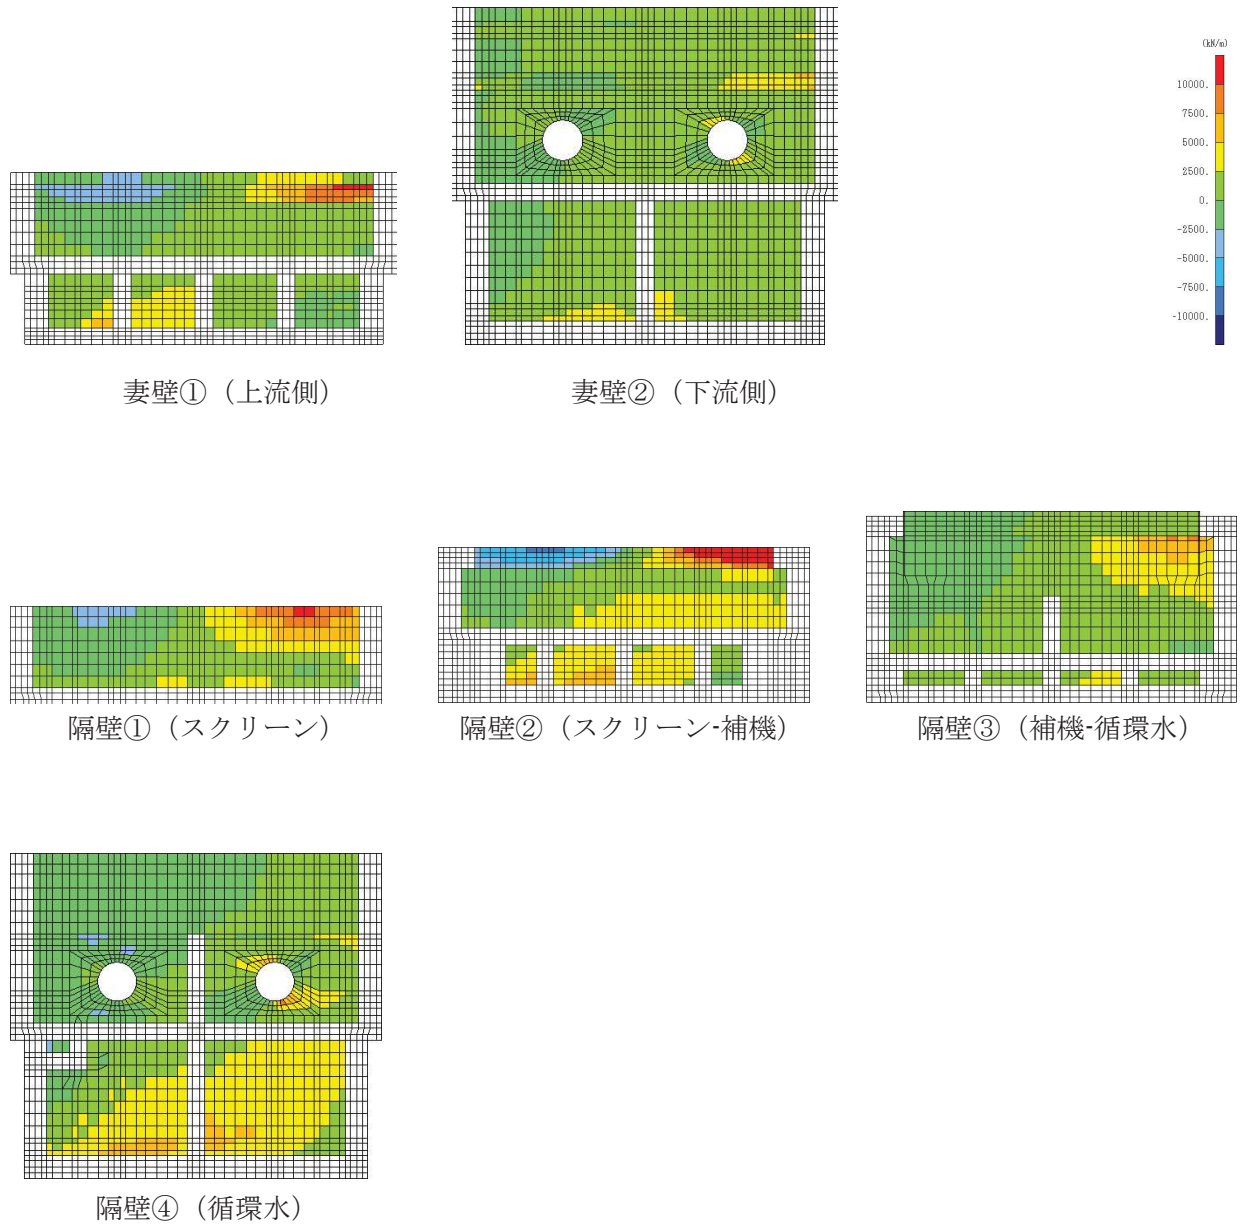 (kN/m)
10000.
7500.
5000.
2500.
0.
-2500.
-5000.
-7500.
-10000.
妻壁①（上流側）
妻壁②（下流側）
隔壁①（スクリーン）
隔壁②（スクリーン-補機）
隔壁③（補機-循環水）
隔壁④（循環水）